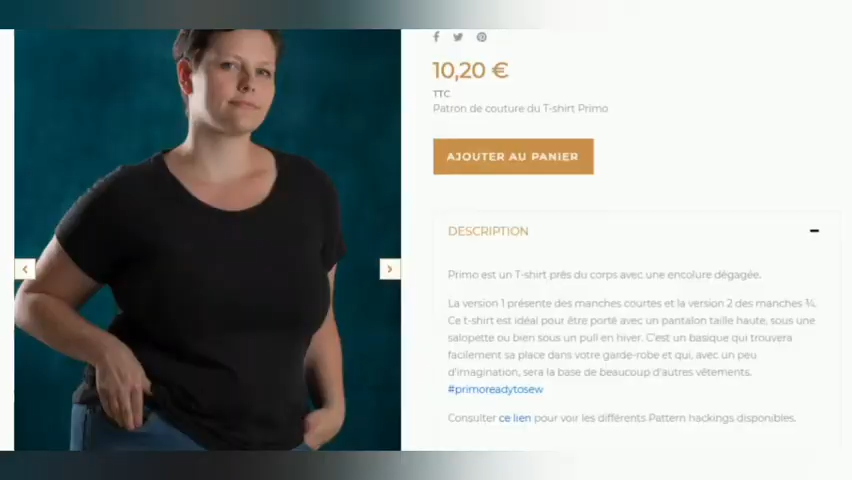 10,20 €
TTC
Patron de couture du T-shirt Primo
AJOUTER AU PANIER
DESCRIPTION
Primo est un T-shirt près du corps avec une encolure dégagée.
La version 1 présente des manches courtes et la version 2 des manches ¾.
Ce t-shirt est idéal pour être porté avec un pantalon taille haute, sous une
salopette ou bien sous un pull en hiver. C'est un basique qui trouvera
facilement sa place dans votre garde-robe et qui, avec un peu
d'imagination, sera la base de beaucoup d'autres vêtements.
#primoreadytosew
Consulter ce lien pour voir les différents Pattern hackings disponibles.